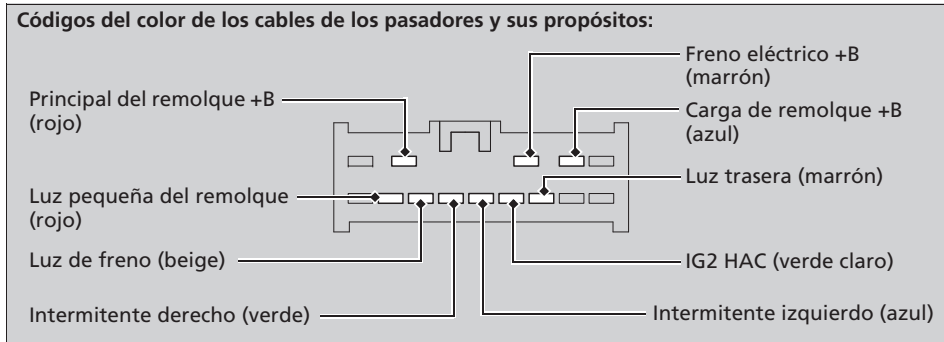 Códigos del color de los cables de los pasadores y sus propósitos:
Freno eléctrico +B
(marrón)
Principal del remolque +B
(rojo)
Carga de remolque +B
(azul)
Luz trasera (marrón)
Luz pequeña del remolque
(rojo)
Luz de freno (beige)
IG2 HAC (verde claro)
Intermitente derecho (verde)
Intermitente izquierdo (azul)